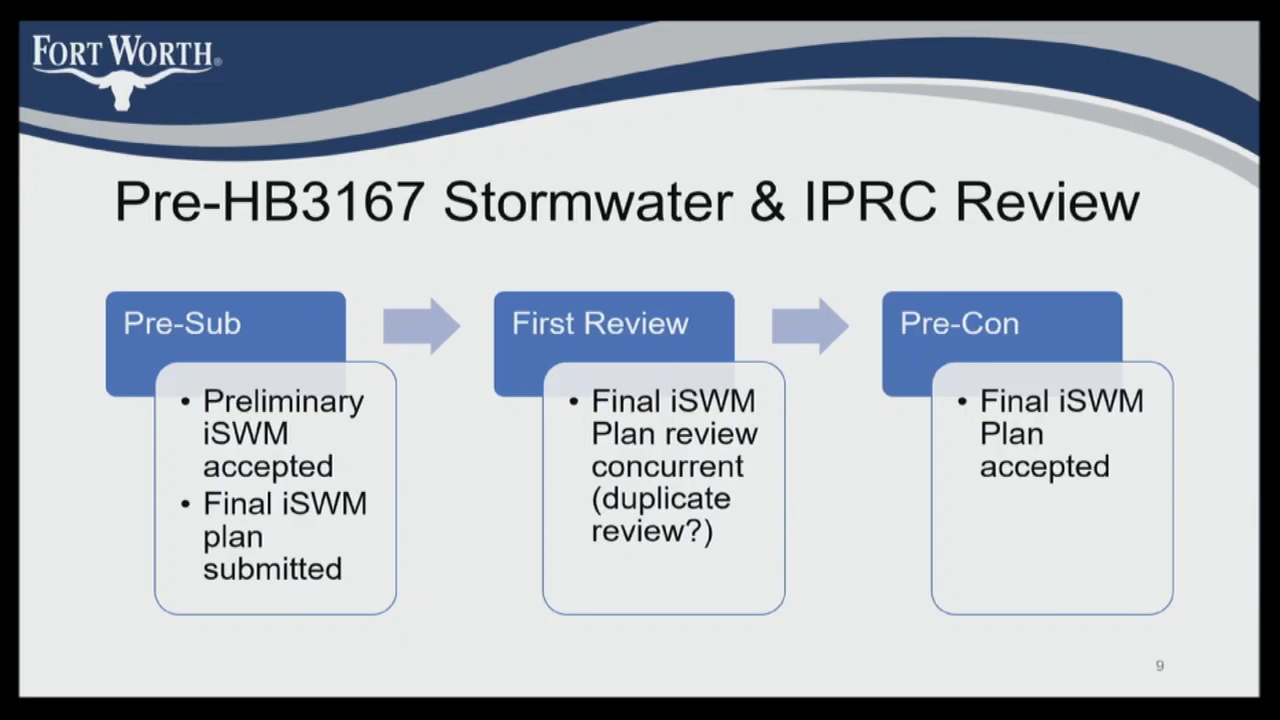 FORT WORTH®
Pre-HB3167 Stormwater & IPRC Review
Pre-Sub
• Preliminary
iSWM
accepted
• Final iSWM
plan
submitted
First Review
• Final iSWM
Plan review
concurrent
(duplicate
review?)
Pre-Con
• Final iSWM
Plan
accepted
9